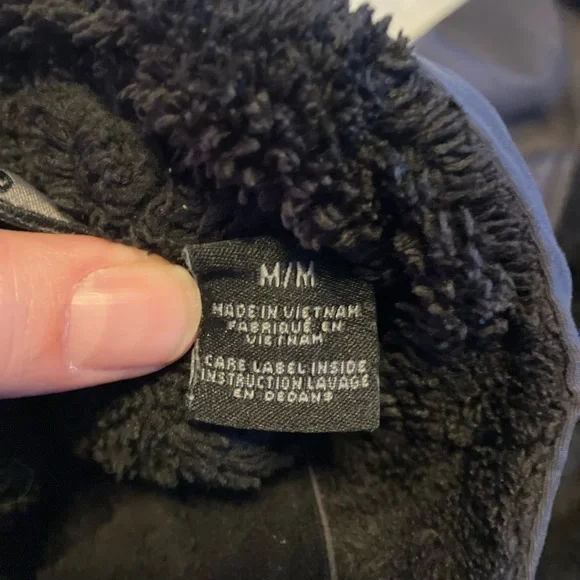 M/M
MADE IN VIETNAM
FABRIQUÉ EN
VIETNAM
CARE LABEL INSIDE
INSTRUCTION LAVAGE
EN DEDANS